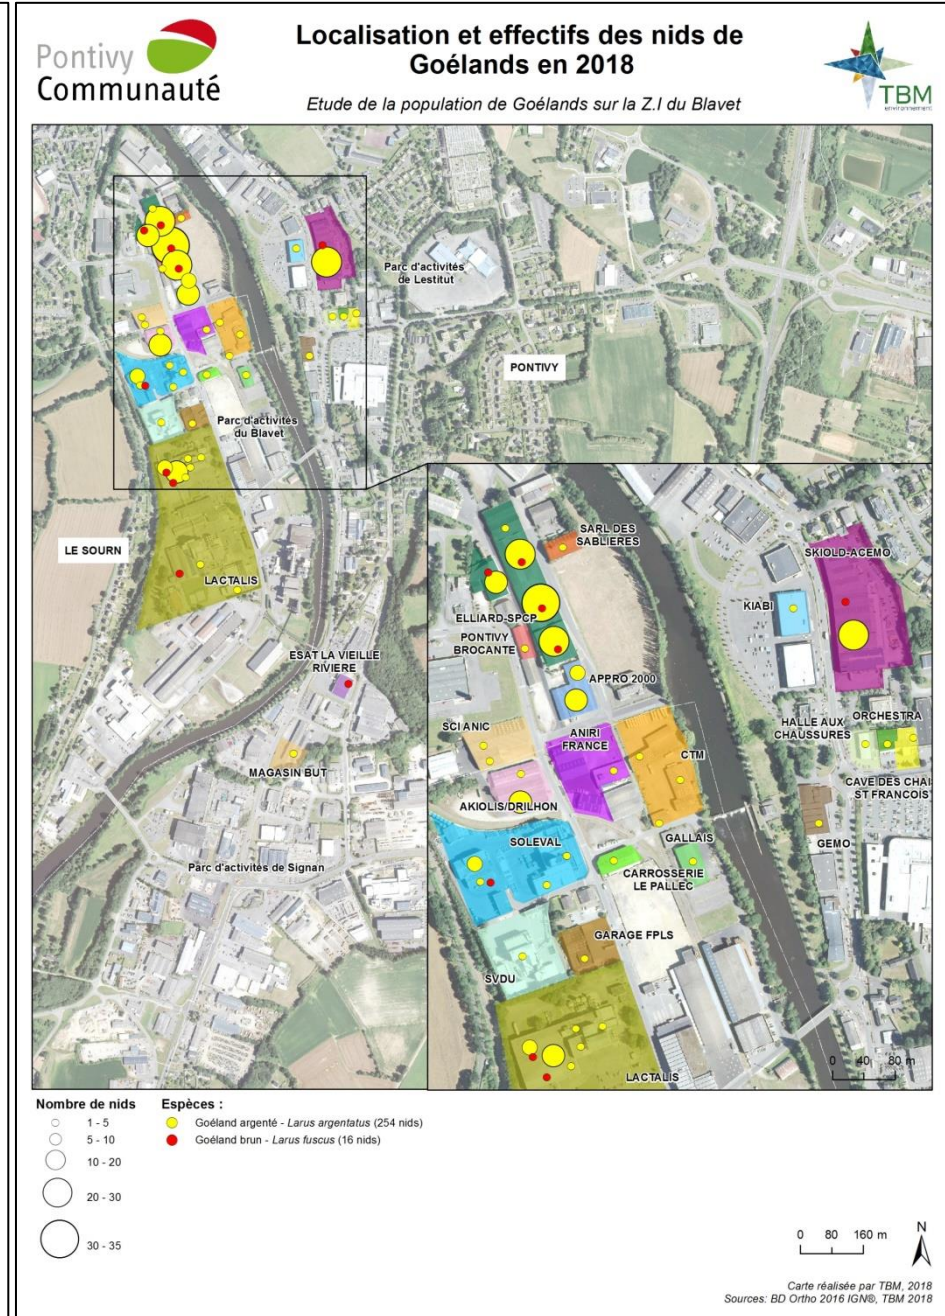 Pontivy
Communauté
Localisation et effectifs des nids de
Goélands en 2018
Etude de la population de Goélands sur la Z.I du Blavet
TBM
environnement
Parc d'activités
de Lestitut
PONTIVY
Parc d'activités
du Blavet
LE SOURN
LACTALIS
ESAT LA VIEILLE
RIVIERE
MAGASIN BUT
Parc d'activités de Signan
SARL DES
SABLIERES
SKIOLD-ACEMO
KIABI
ELLIARD-SPCP
PONTIVY
BROCANTE
APPRO 2000
SCI ANIC
ANIRI
FRANCE
CTM
HALLE AUX
CHAUSSURES
ORCHESTRA
CAVE DES CHAI
ST FRANCOIS
AKIOLIS/DRILHON
SOLEVAL
GALLAIS
GEMO
CARROSSERIE
LE PALLEC
GARAGE FPLS
SVDU
LACTALIS
0 40 80 m
Nombre de nids
1 - 5
5 - 10
10 - 20
20 - 30
30 - 35
Espèces :
Goéland argenté - Larus argentatus (254 nids)
Goéland brun - Larus fuscus (16 nids)
0 80 160 m
N
Carte réalisée par TBM, 2018
Sources: BD Ortho 2016 IGN®, TBM 2018